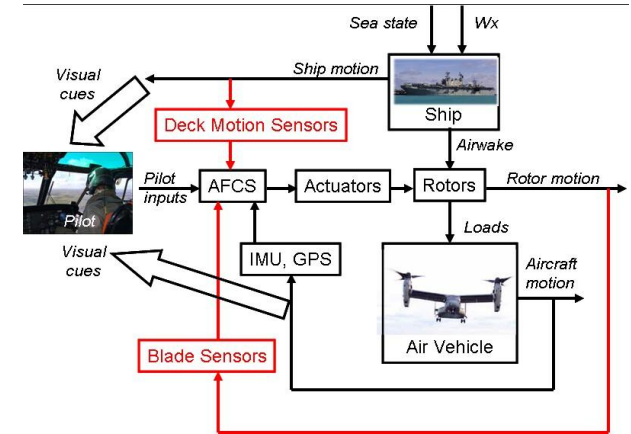 Sea state
Wx
Ship motion
Visual
cues
Ship
Deck Motion Sensors
Airwake
Pilot
inputs
AFCS
Actuators
Rotors
Rotor motion
Pilot
Loads
Visual
cues
IMU, GPS
Aircraft
motion
Blade Sensors
Air Vehicle